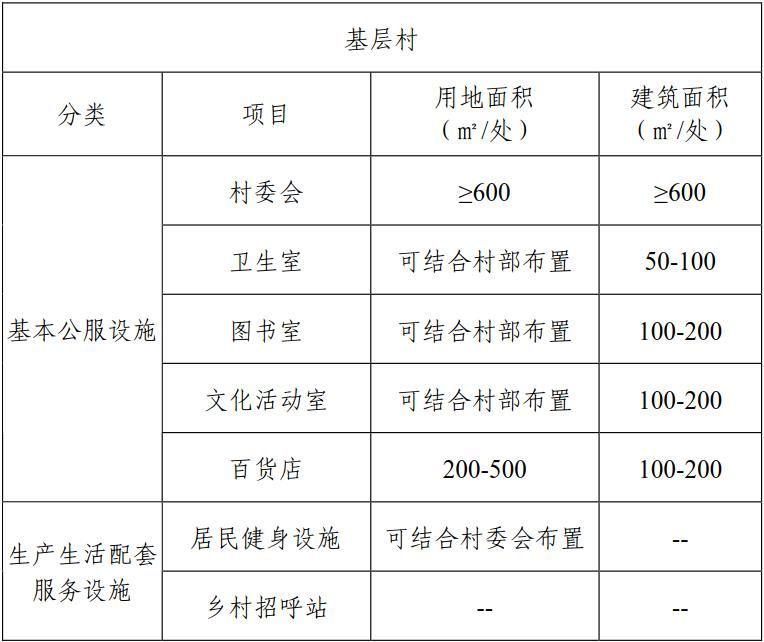 基层村
分类 项目 用地面积 建筑面积
（㎡/处） （㎡/处）
村委会 ≥600 ≥600
卫生室 可结合村部布置 50-100
基本公服设施 图书室 可结合村部布置 100-200
文化活动室 可结合村部布置 100-200
百货店 200-500 100-200
生产生活配套
服务设施
居民健身设施 可结合村委会布置 --
乡村招呼站 -- --